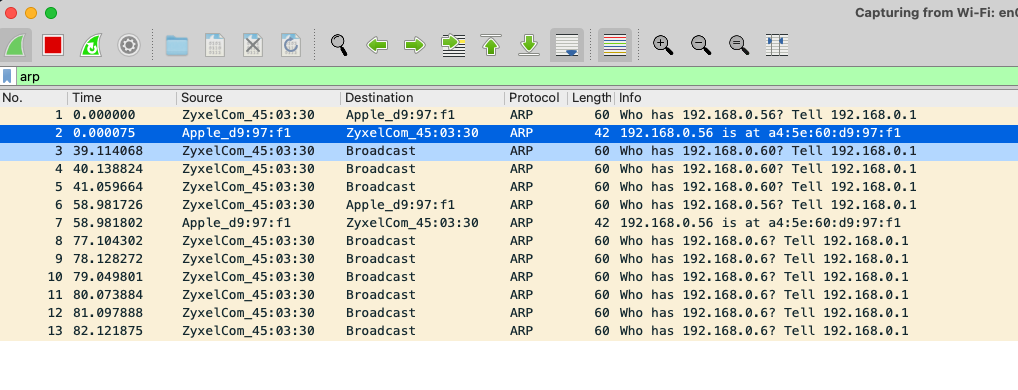 Capturing from Wi-Fi: en0
arp
No. Time Source Destination Protocol Length Info
1 0.000000 ZyxelCom_45:03:30 Apple_d9:97:f1 ARP 60 Who has 192.168.0.56? Tell 192.168.0.1
2 0.000075 Apple_d9:97:f1 ZyxelCom_45:03:30 ARP 42 192.168.0.56 is at a4:5e:60:d9:97:f1
3 39.114068 ZyxelCom_45:03:30 Broadcast ARP 60 Who has 192.168.0.60? Tell 192.168.0.1
4 40.138824 ZyxelCom_45:03:30 Broadcast ARP 60 Who has 192.168.0.60? Tell 192.168.0.1
5 41.059664 ZyxelCom_45:03:30 Broadcast ARP 60 Who has 192.168.0.60? Tell 192.168.0.1
6 58.981726 ZyxelCom_45:03:30 Apple_d9:97:f1 ARP 60 Who has 192.168.0.56? Tell 192.168.0.1
7 58.981802 Apple_d9:97:f1 ZyxelCom_45:03:30 ARP 42 192.168.0.56 is at a4:5e:60:d9:97:f1
8 77.104302 ZyxelCom_45:03:30 Broadcast ARP 60 Who has 192.168.0.6? Tell 192.168.0.1
9 78.128272 ZyxelCom_45:03:30 Broadcast ARP 60 Who has 192.168.0.6? Tell 192.168.0.1
10 79.049801 ZyxelCom_45:03:30 Broadcast ARP 60 Who has 192.168.0.6? Tell 192.168.0.1
11 80.073884 ZyxelCom_45:03:30 Broadcast ARP 60 Who has 192.168.0.6? Tell 192.168.0.1
12 81.097888 ZyxelCom_45:03:30 Broadcast ARP 60 Who has 192.168.0.6? Tell 192.168.0.1
13 82.121875 ZyxelCom_45:03:30 Broadcast ARP 60 Who has 192.168.0.6? Tell 192.168.0.1